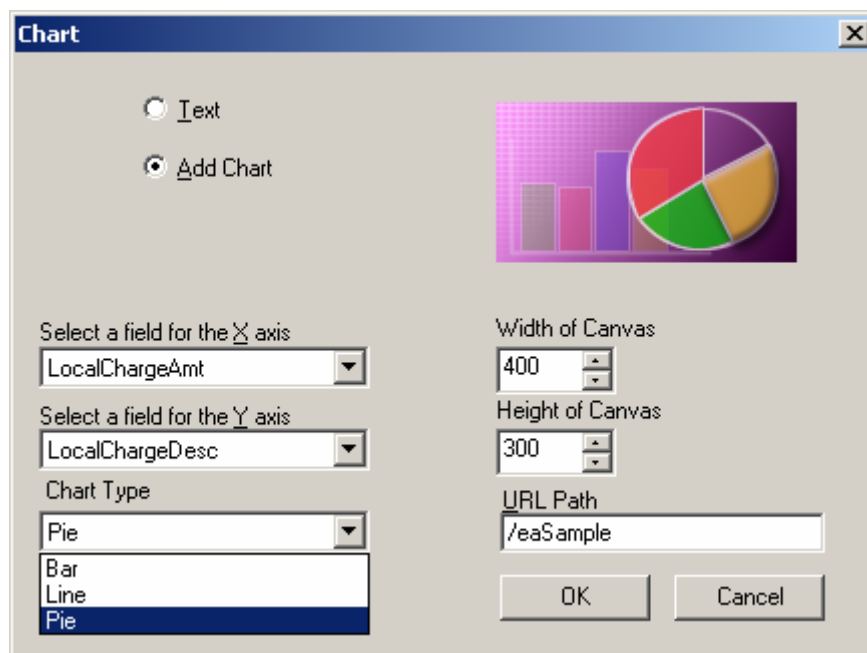 Chart
Text
Add Chart
Select a field for the X axis
LocalChargeAmt
Select a field for the Y axis
LocalChargeDesc
Chart Type
Pie
Bar
Line
Pie
Width of Canvas
400
Height of Canvas
300
URL Path
/eaSample
OK Cancel